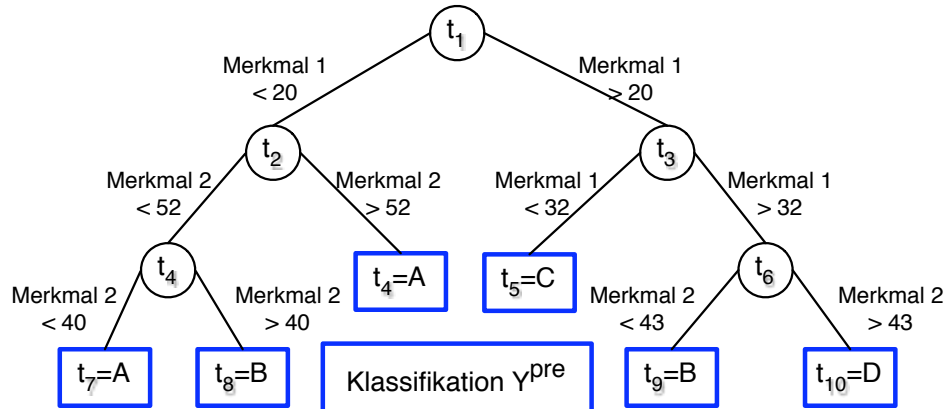 t1
Merkmal 1
< 20
Merkmal 1
> 20
t2
t3
Merkmal 2
< 52
Merkmal 2
> 52
Merkmal 1
< 32
Merkmal 1
> 32
t4
t4=A
t5=C
t6
Merkmal 2
< 40
Merkmal 2
> 40
Merkmal 2
< 43
Merkmal 2
> 43
t7=A
t8=B
Klassifikation Ypre
t9=B
t10=D